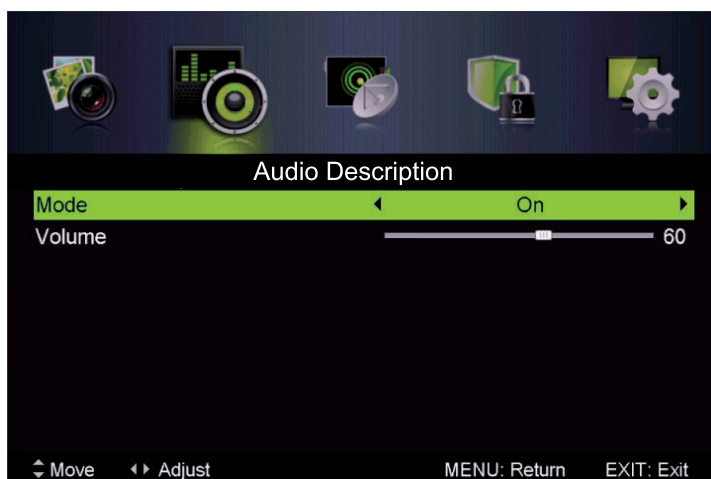 Audio Description
Mode On
Volume 60
Move Adjust MENU: Return EXIT: Exit